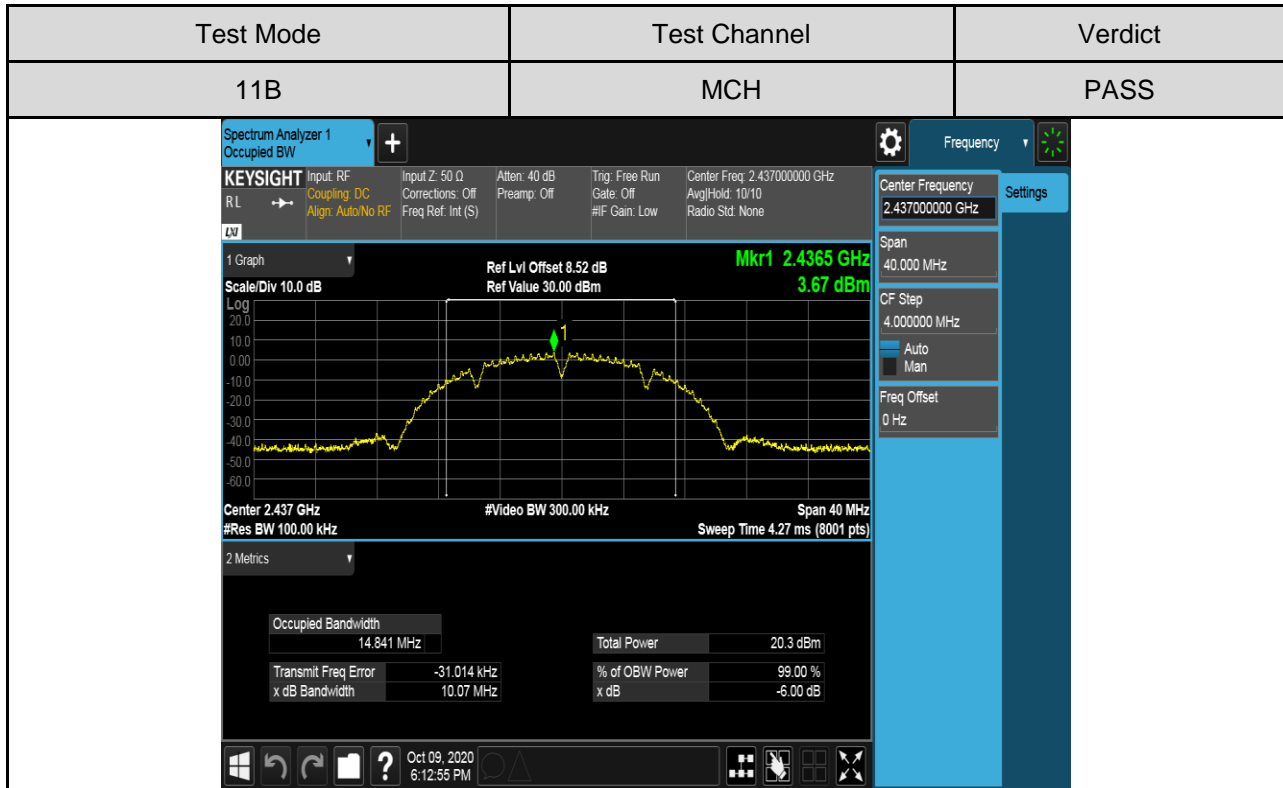 Test Mode Test Channel Verdict
11B MCH PASS
Spectrum Analyzer 1
Occupied BW
+
Frequency
KEYSIGHT Input: RF Input Z: 50 Ω Atten: 40 dB Trig: Free Run Center Freq: 2.437000000 GHz
RL Coupling: DC Corrections: Off Preamp: Off Gate: Off Avg|Hold: 10/10
Align: Auto/No RF Freq Ref: Int (S) #IF Gain: Low Radio Std: None
LXI
Center Frequency
2.437000000 GHz
Settings
Span
40.000 MHz
CF Step
4.000000 MHz
Auto
Man
Freq Offset
0 Hz
1 Graph Ref Lvl Offset 8.52 dB Mkr1 2.4365 GHz
Scale/Div 10.0 dB Ref Value 30.00 dBm 3.67 dBm
Log
20.0
10.0
0.00
-10.0
-20.0
-30.0
-40.0
-50.0
-60.0
1
Center 2.437 GHz #Video BW 300.00 kHz Span 40 MHz
#Res BW 100.00 kHz Sweep Time 4.27 ms (8001 pts)
2 Metrics
Occupied Bandwidth
14.841 MHz Total Power 20.3 dBm
Transmit Freq Error -31.014 kHz % of OBW Power 99.00 %
x dB Bandwidth 10.07 MHz x dB -6.00 dB
? Oct 09, 2020
6:12:55 PM